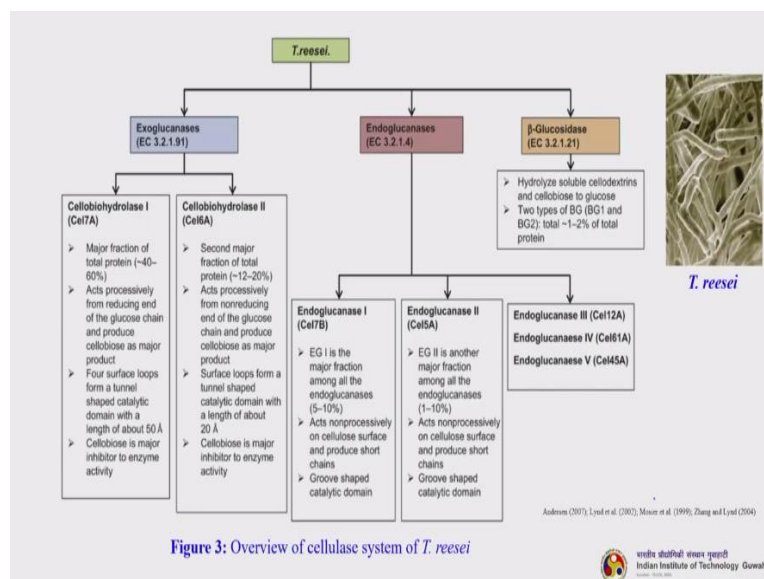 T.reesei.
Exoglucanases
(EC 3.2.1.91)
Endoglucanases
(EC 3.2.1.4)
β-Glucosidase
(EC 3.2.1.21)
➢ Hydrolyze soluble cellodextrins
and cellobiose to glucose
➢ Two types of BG (BG1 and
BG2): total ~1–2% of total
protein
T. reesei
Cellobiohydrolase I
(Cel7A)
➢ Major fraction of
total protein (~40–
60%)
➢ Acts processively
from reducing end
of the glucose chain
and produce
cellobiose as major
product
➢ Four surface loops
form a tunnel
shaped catalytic
domain with a
length of about 50 Å
➢ Cellobiose is major
inhibitor to enzyme
activity
Cellobiohydrolase II
(Cel6A)
➢ Second major
fraction of total
protein (~12–20%)
➢ Acts processively
from nonreducing
end of the glucose
chain and produce
cellobiose as major
product
➢ Surface loops form a
tunnel shaped
catalytic domain with
a length of about
20 Å
➢ Cellobiose is major
inhibitor to enzyme
activity
Endoglucanase I
(Cel7B)
➢ EG I is the
major fraction
among all the
endoglucanases
(5–10%)
➢ Acts nonprocessively
on cellulose surface
and produce short
chains
➢ Groove shaped
catalytic domain
Endoglucanase II
(Cel5A)
➢ EG II is another
major fraction
among all the
endoglucanases
(1–10%)
➢ Acts nonprocessively
on cellulose surface
and produce short
chains
➢ Groove shaped
catalytic domain
Endoglucanase III (Cel12A)
Endoglucanaese IV (Cel61A)
Endoglucanaese V (Cel45A)
Andersen (2007); Lynd et al. (2002); Mosier et al. (1999); Zhang and Lynd (2004)
Figure 3: Overview of cellulase system of T. reesei
भारतीय प्रौद्योगिकी संस्थान गुवाहाटी
Indian Institute of Technology Guwah